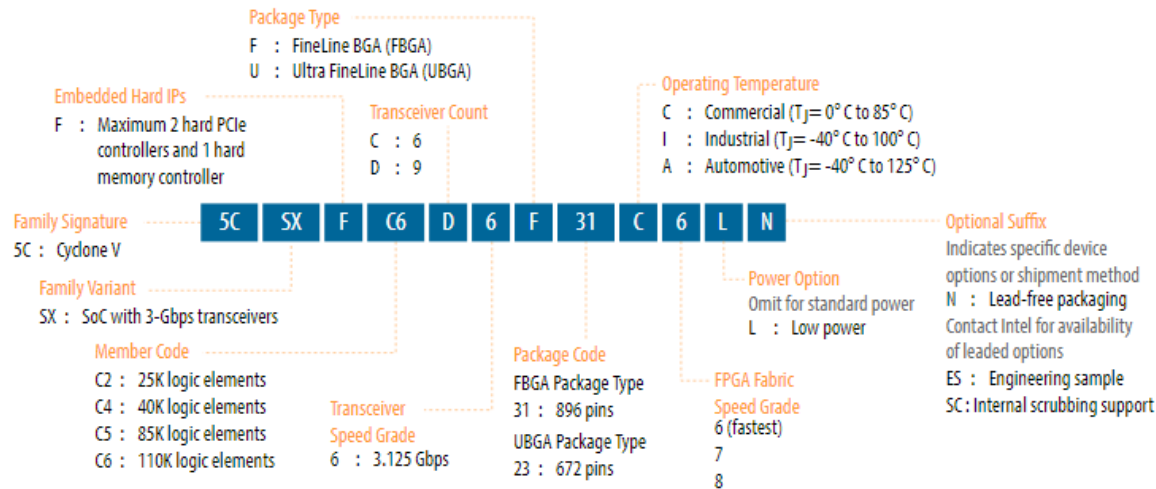 Package Type
F : FineLine BGA (FBGA)
U : Ultra FineLine BGA (UBGA)
Embedded Hard IPs
F : Maximum 2 hard PCIe
controllers and 1 hard
memory controller
Transceiver Count
C : 6
D : 9
Operating Temperature
C : Commercial (TJ= 0° C to 85° C)
I : Industrial (TJ= -40° C to 100° C)
A : Automotive (TJ= -40° C to 125° C)
Family Signature
5C : Cyclone V
5C SX F C6 D 6 F 31 C 6 L N
Family Variant
SX : SoC with 3-Gbps transceivers
Member Code
C2 : 25K logic elements
C4 : 40K logic elements
C5 : 85K logic elements
C6 : 110K logic elements
Transceiver
Speed Grade
6 : 3.125 Gbps
Package Code
FBGA Package Type
31 : 896 pins
UBGA Package Type
23 : 672 pins
FPGA Fabric
Speed Grade
6 (fastest)
7
8
Power Option
Omit for standard power
L : Low power
Optional Suffix
Indicates specific device
options or shipment method
N : Lead-free packaging
Contact Intel for availability
of leaded options
ES : Engineering sample
SC : Internal scrubbing support